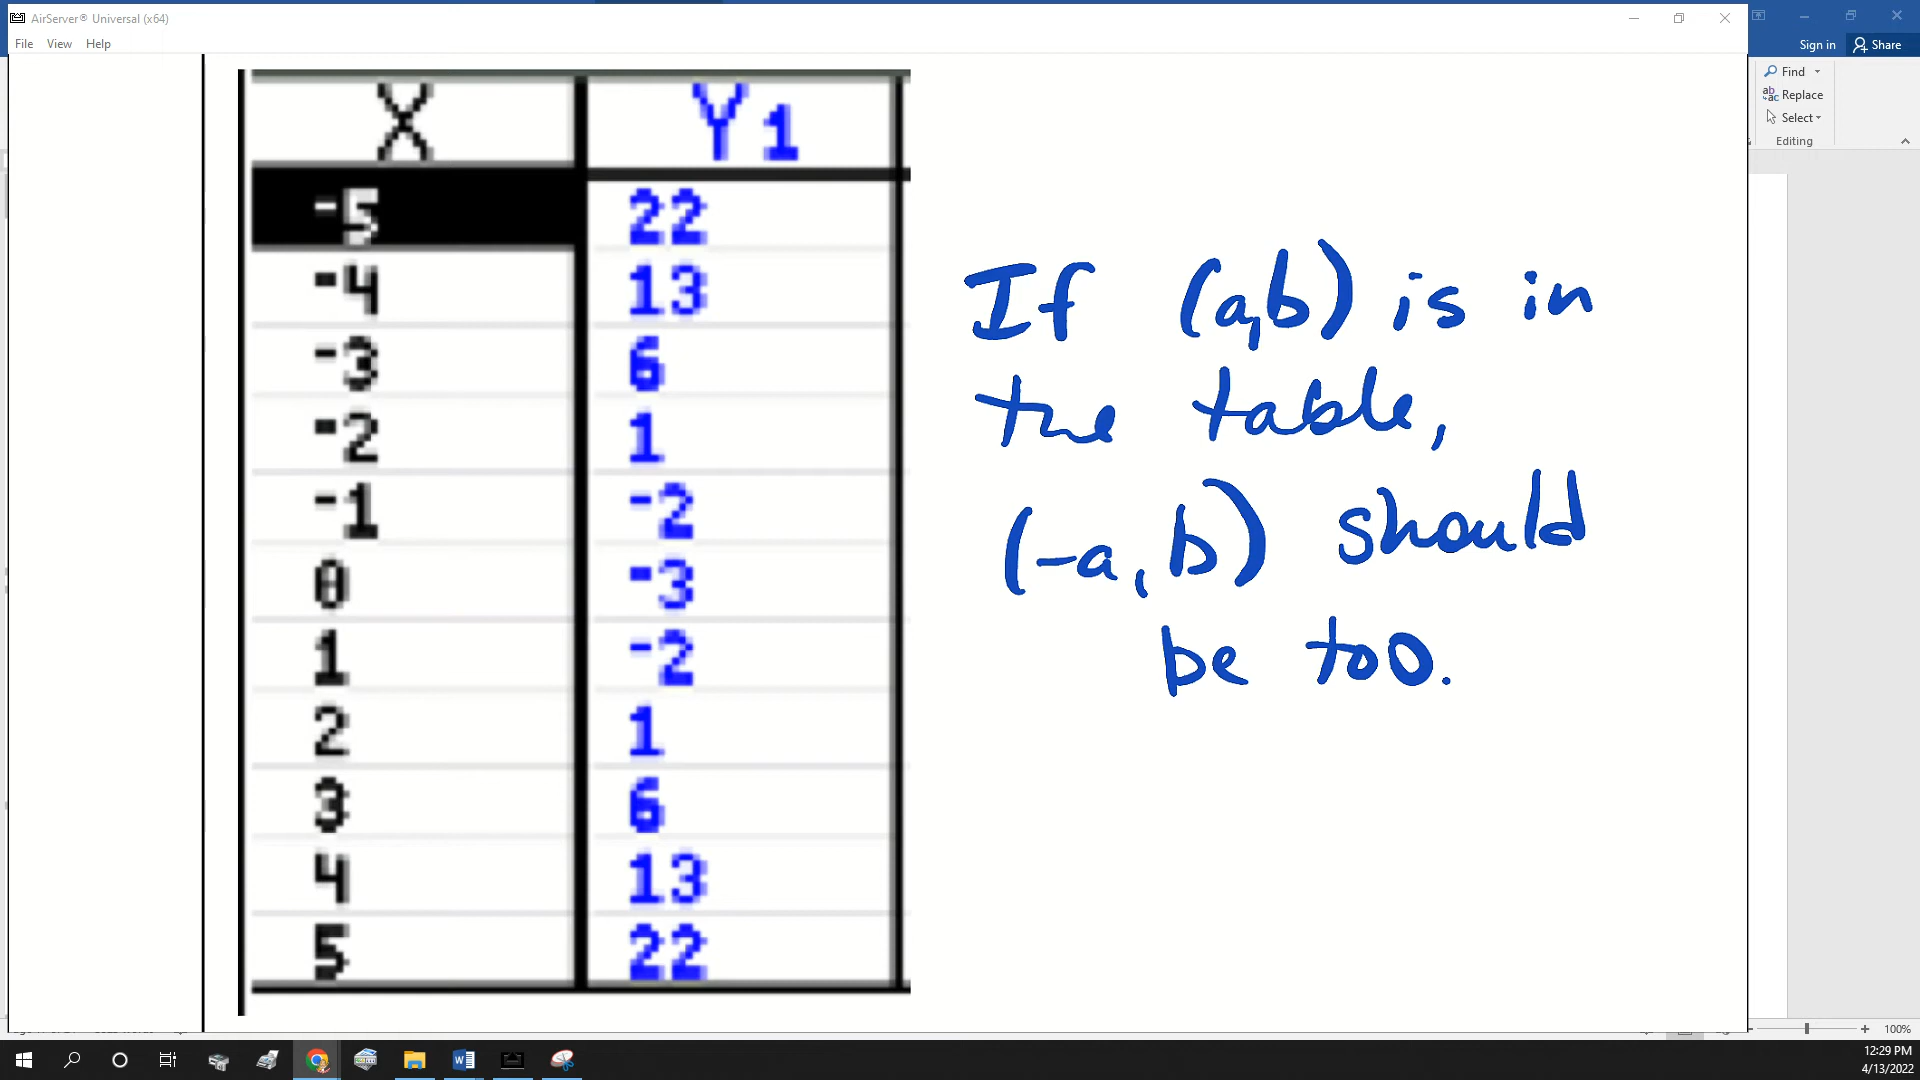 AirServer® Universal (x64)
File View Help
Sign in Share
Find
Replace
Select
Editing
X Y1
-5 22
-4 13
-3 6
-2 1
-1 -2
0 -3
1 -2
2 1
3 6
4 13
5 22
If (a,b) is in
the table,
(-a, b) should
be too.
100%
12:29 PM
4/13/2022